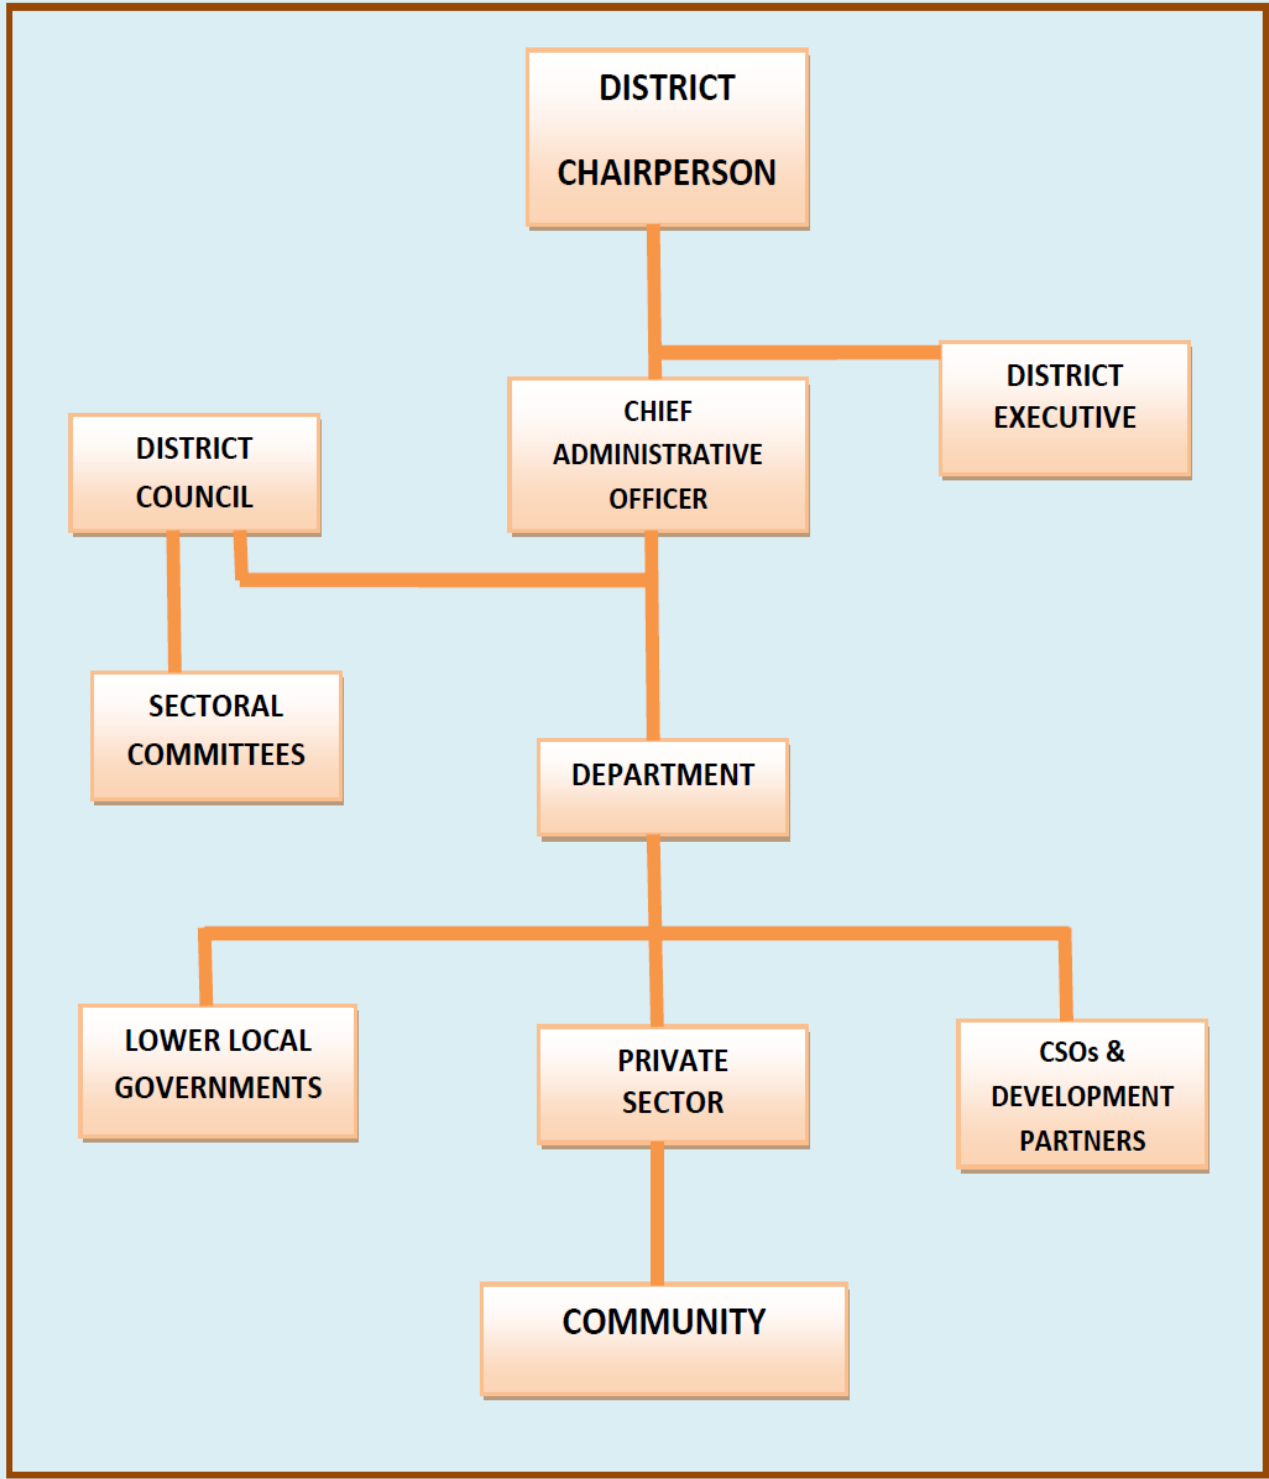 DISTRICT
CHAIRPERSON
DISTRICT
EXECUTIVE
CHIEF
ADMINISTRATIVE
OFFICER
DISTRICT
COUNCIL
SECTORAL
COMMITTEES
DEPARTMENT
LOWER LOCAL
GOVERNMENTS
PRIVATE
SECTOR
CSOs &
DEVELOPMENT
PARTNERS
COMMUNITY